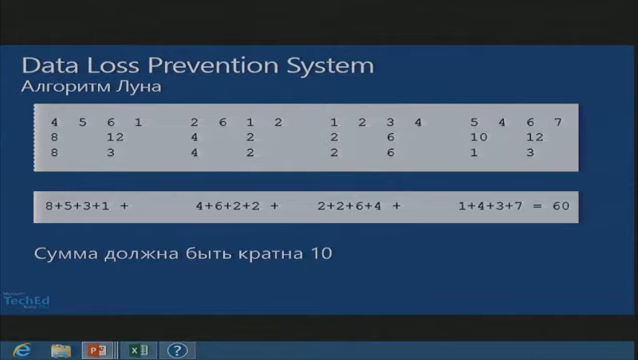 Data Loss Prevention System
Алгоритм Луна
4 5 6 1 2 6 1 2 1 2 3 4 5 4 6 7
8 12 4 2 2 6 10 12
8 3 4 2 2 6 1 3
8+5+3+1 + 4+6+2+2 + 2+2+6+4 + 1+4+3+7 = 60
Сумма должна быть кратна 10
Microsoft
TechEd